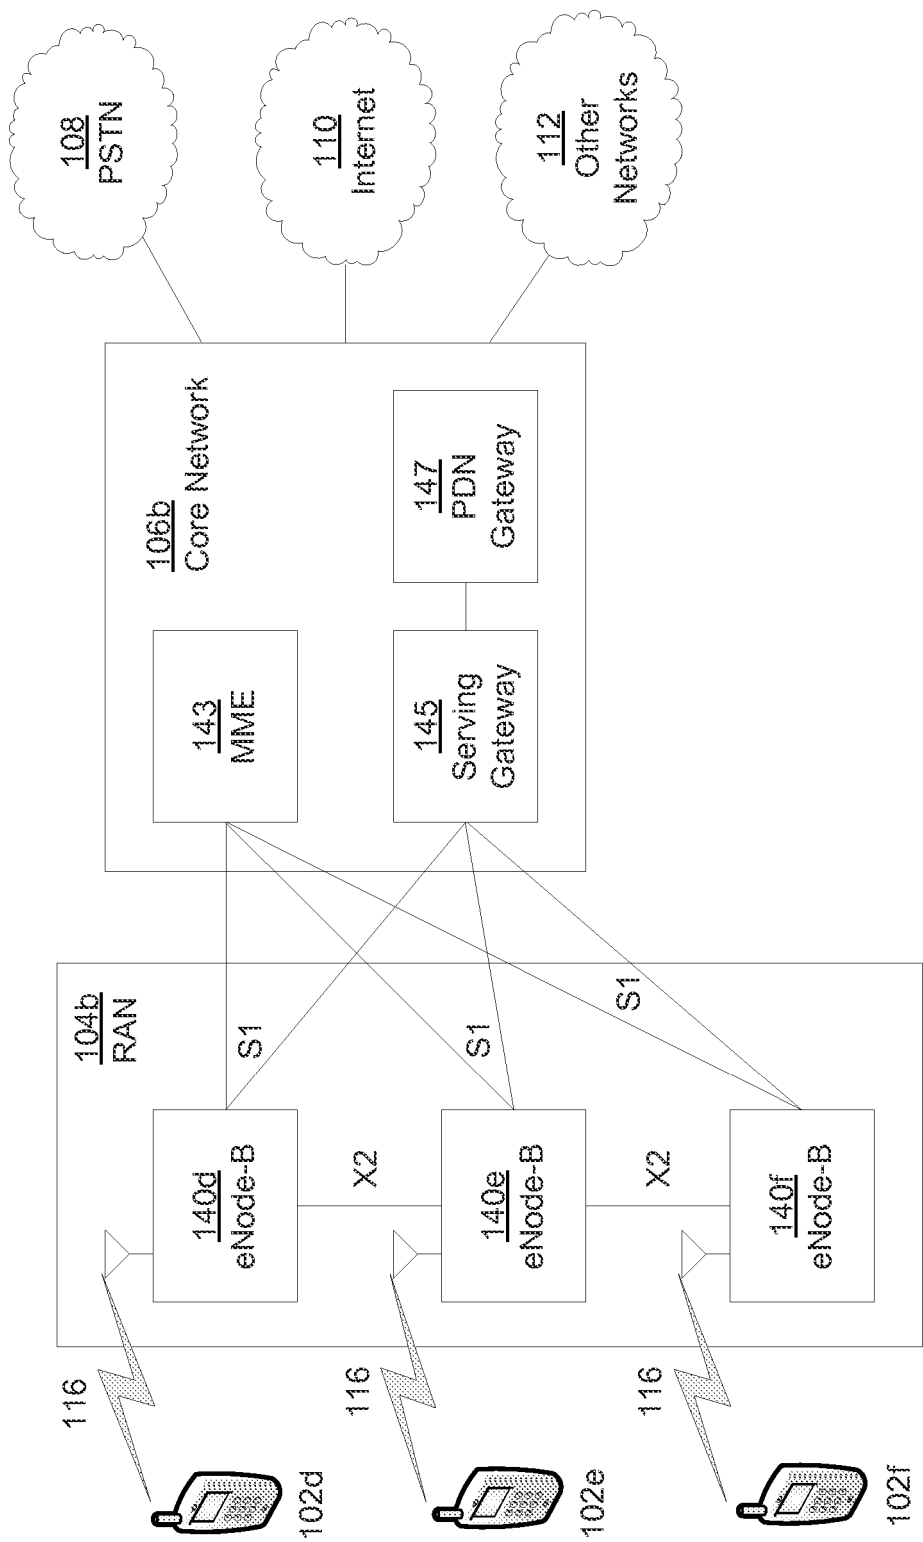 116
102d
116
102e
116
102f
104b
RAN
140d
eNode-B
X2
140e
eNode-B
X2
140f
eNode-B
S1
S1
S1
106b
Core Network
143
MME
145
Serving
Gateway
147
PDN
Gateway
108
PSTN
110
Internet
112
Other
Networks